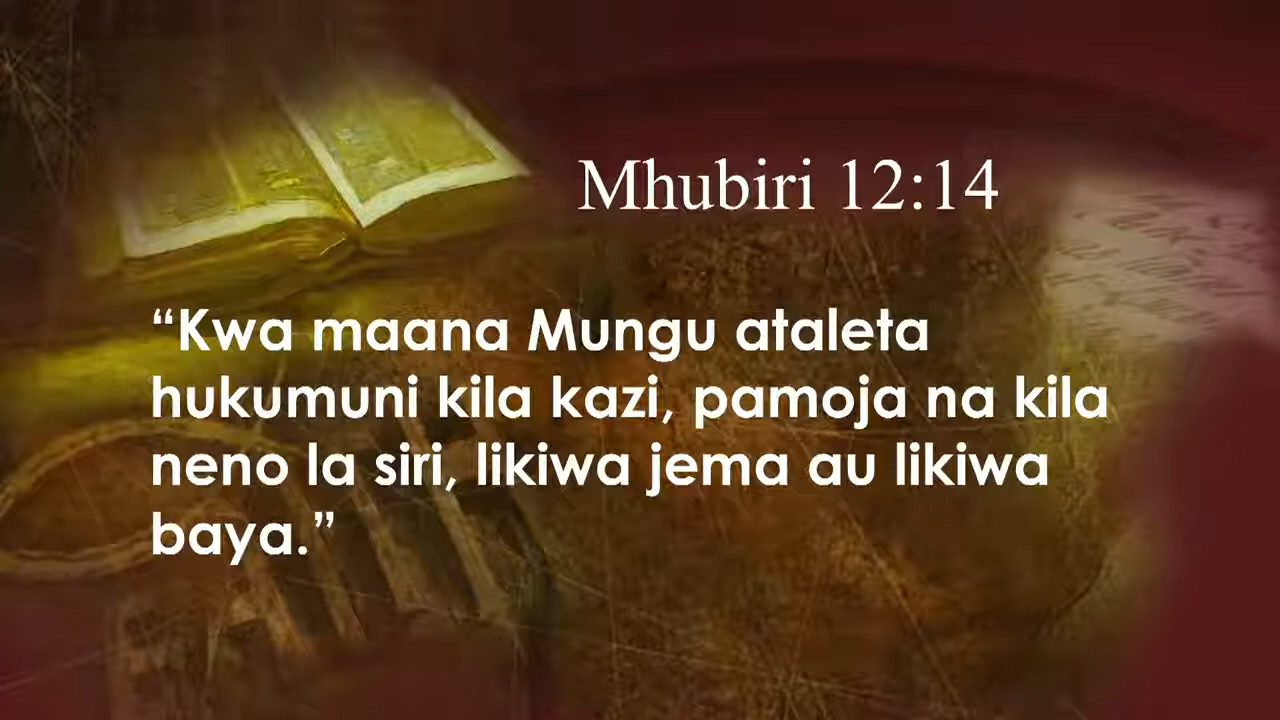 Mhubiri 12:14
“Kwa maana Mungu ataleta
hukumuni kila kazi, pamoja na kila
neno la siri, likiwa jema au likiwa
baya.”